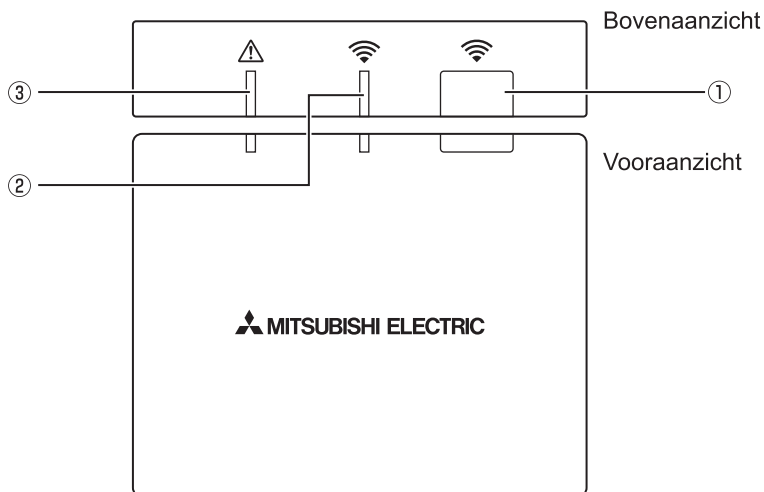 Bovenaanzicht
③
①
②
Vooraanzicht
MITSUBISHI ELECTRIC